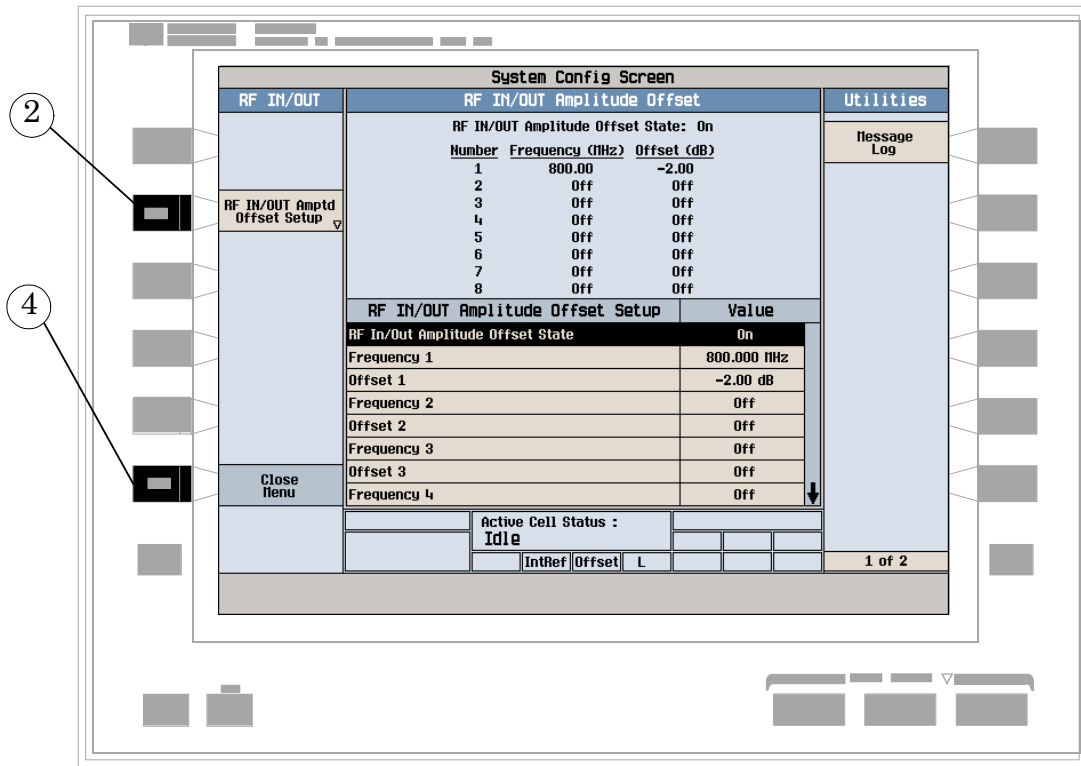 System Config Screen
RF IN/OUT
RF IN/OUT Amplitude Offset
Utilities
2
RF IN/OUT Amplitude Offset State: On
Message
Log
Number Frequency (MHz) Offset (dB)
1 800.00 -2.00
2 Off Off
3 Off Off
4 Off Off
5 Off Off
6 Off Off
7 Off Off
8 Off Off
RF IN/OUT Amptd
Offset Setup
4
RF IN/OUT Amplitude Offset Setup Value
RF In/Out Amplitude Offset State On
Frequency 1 800.000 MHz
Offset 1 -2.00 dB
Frequency 2 Off
Offset 2 Off
Frequency 3 Off
Offset 3 Off
Frequency 4 Off
Close
Menu
Active Cell Status :
Idle
IntRef Offset L
1 of 2